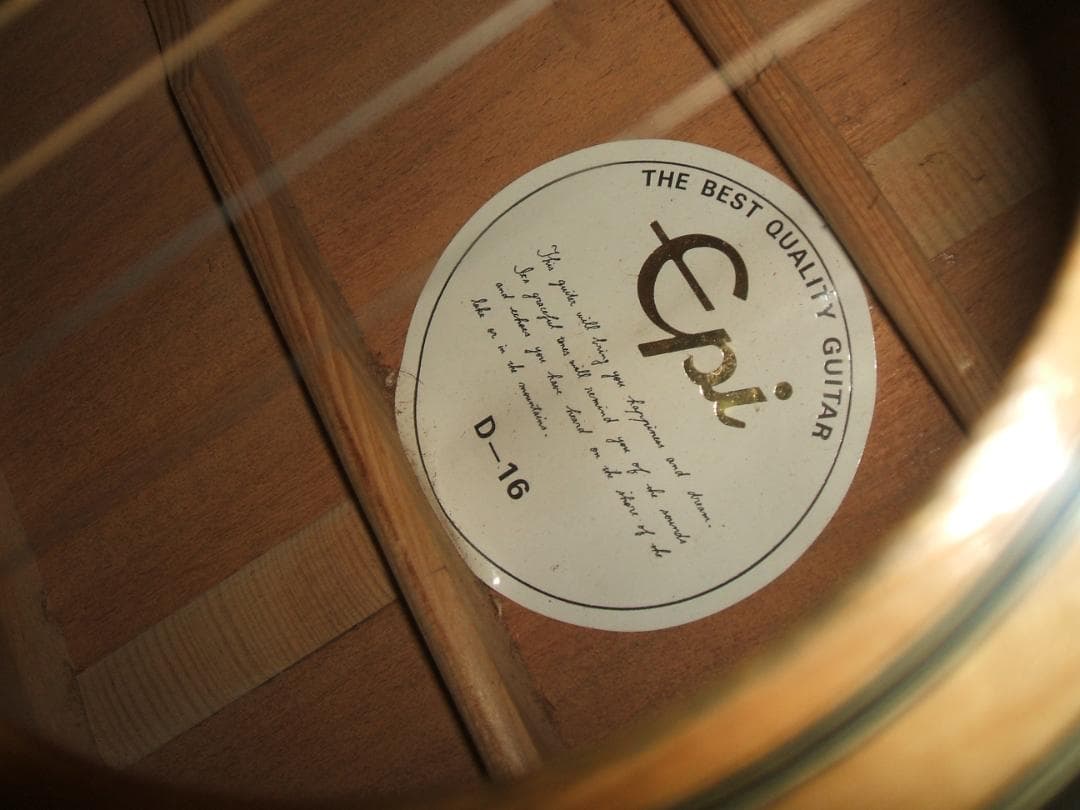 THE BEST QUALITY GUITAR
Epi
This guitar will bring you happiness and dream.
Its graceful tones will remind you of the sounds
and echoes you have heard on the shore of the
lake or in the mountains.
D—16